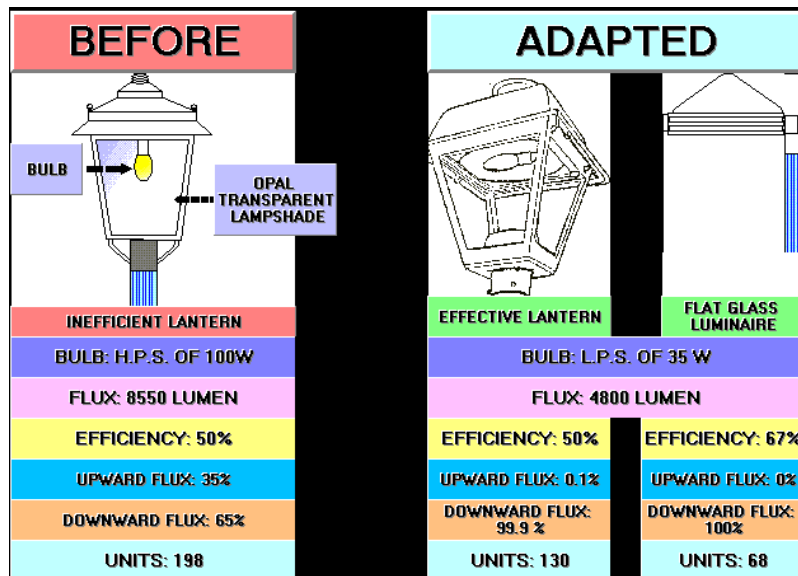 BEFORE
ADAPTED
BULB
OPAL
TRANSPARENT
LAMPSHADE
INEFFICIENT LANTERN
EFFECTIVE LANTERN
FLAT GLASS
LUMINAIRE
BULB: H.P.S. OF 100W
BULB: L.P.S. OF 35 W
FLUX: 8550 LUMEN
FLUX: 4800 LUMEN
EFFICIENCY: 50%
EFFICIENCY: 50%
EFFICIENCY: 67%
UPWARD FLUX: 35%
UPWARD FLUX: 0.1%
UPWARD FLUX: 0%
DOWNWARD FLUX: 65%
DOWNWARD FLUX:
99.9 %
DOWNWARD FLUX:
100%
UNITS: 198
UNITS: 130
UNITS: 68